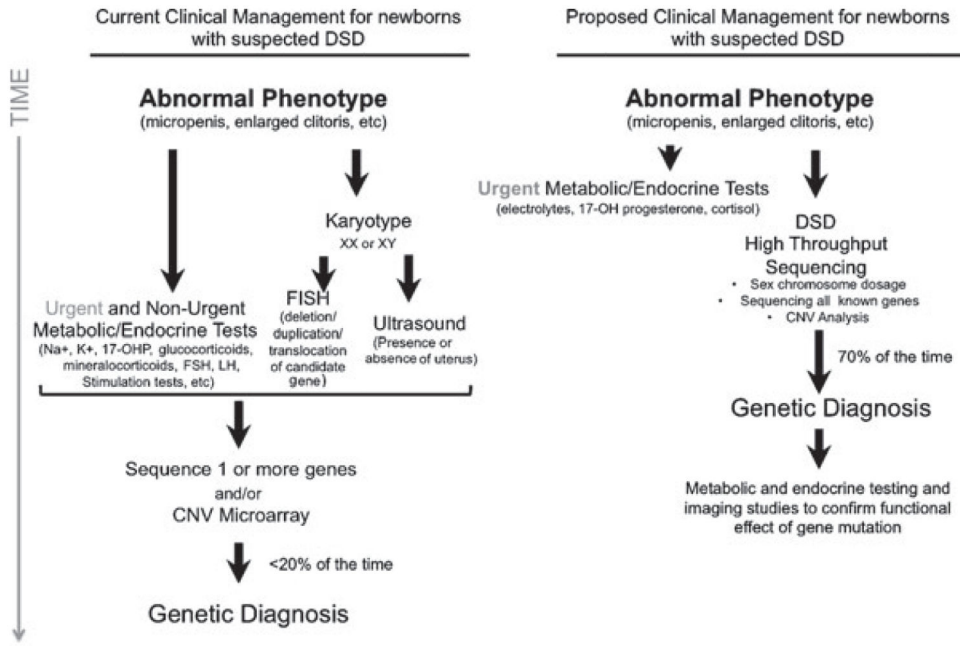 Current Clinical Management for newborns
with suspected DSD
TIME
Abnormal Phenotype
(micropenis, enlarged clitoris, etc)
Karyotype
XX or XY
Urgent and Non-Urgent
Metabolic/Endocrine Tests
(Na+, K+, 17-OHP, glucocorticoids,
mineralocorticoids, FSH, LH,
Stimulation tests, etc)
FISH
(deletion/
duplication/
translocation
of candidate
gene)
Ultrasound
(Presence or
absence of uterus)
Sequence 1 or more genes
and/or
CNV Microarray
<20% of the time
Genetic Diagnosis
Proposed Clinical Management for newborns
with suspected DSD
Abnormal Phenotype
(micropenis, enlarged clitoris, etc)
Urgent Metabolic/Endocrine Tests
(electrolytes, 17-OH progesterone, cortisol)
DSD
High Throughput
Sequencing
• Sex chromosome dosage
• Sequencing all known genes
• CNV Analysis
70% of the time
Genetic Diagnosis
Metabolic and endocrine testing and
imaging studies to confirm functional
effect of gene mutation